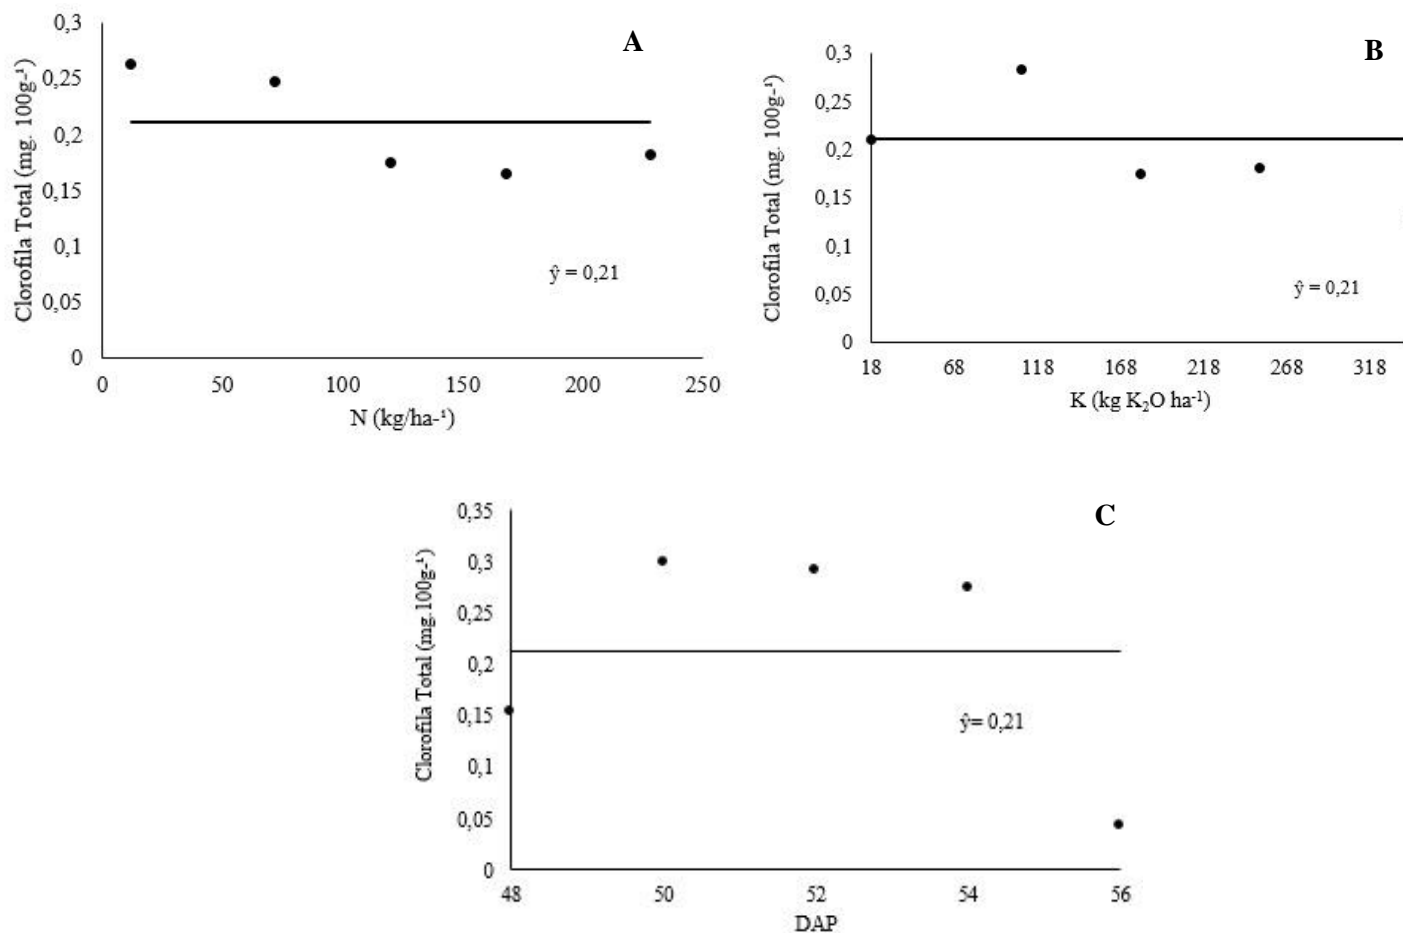 A
Clorofila Total (mg. 100g-¹)
0,3
0,25
0,2
0,15
0,1
0,05
0
ŷ = 0,21
0 50 100 150 200 250
N (kg/ha-¹)
B
Clorofila Total (mg. 100g-¹)
0,3
0,25
0,2
0,15
0,1
0,05
0
ŷ = 0,21
18 68 118 168 218 268 318
K (kg K₂O ha⁻¹)
C
Clorofila Total (mg.100g-¹)
0,35
0,3
0,25
0,2
0,15
0,1
0,05
0
ŷ= 0,21
48 50 52 54 56
DAP